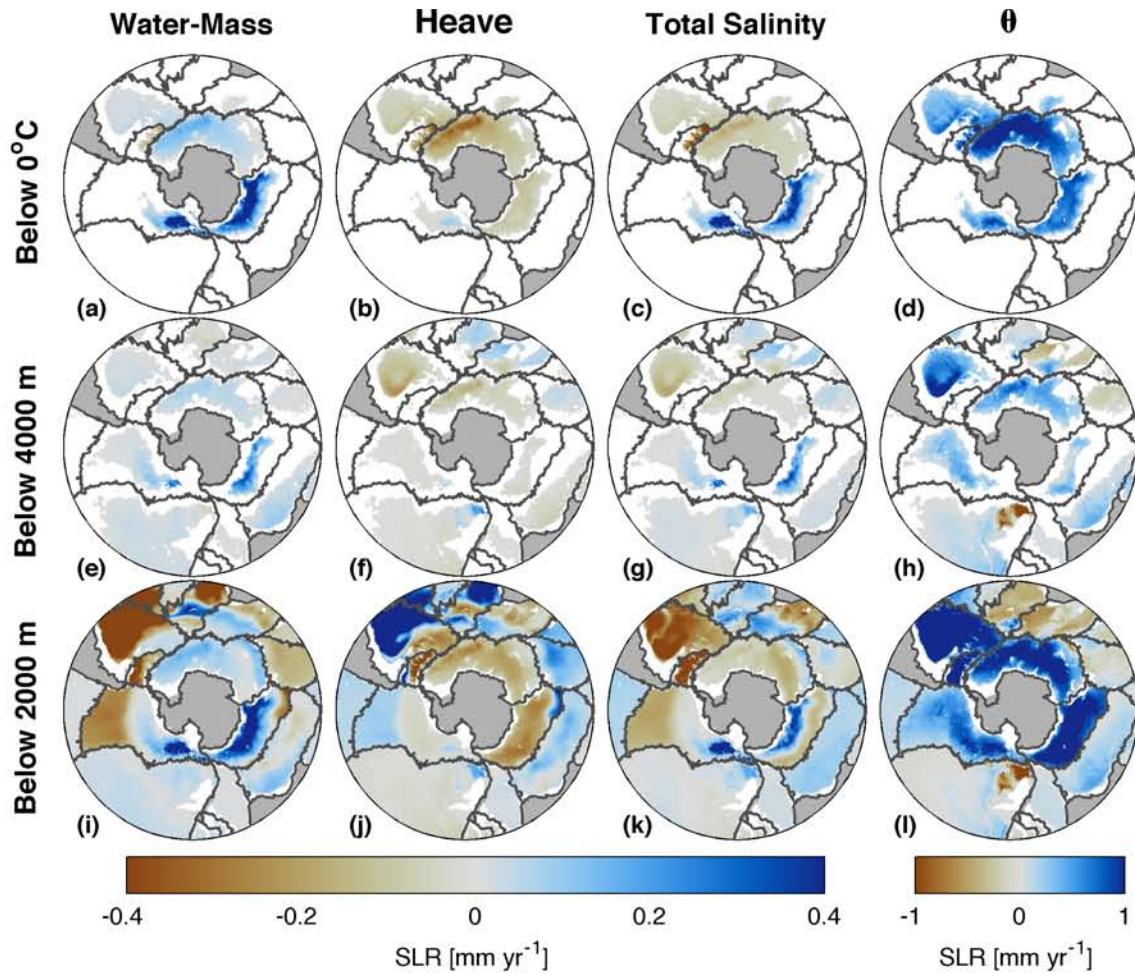 Water-Mass Heave Total Salinity θ
Below 0°C
(a) (b) (c) (d)
Below 4000 m
(e) (f) (g) (h)
Below 2000 m
(i) (j) (k) (l)
-0.4 -0.2 0 0.2 0.4 -1 0 1
SLR [mm yr⁻¹] SLR [mm yr⁻¹]